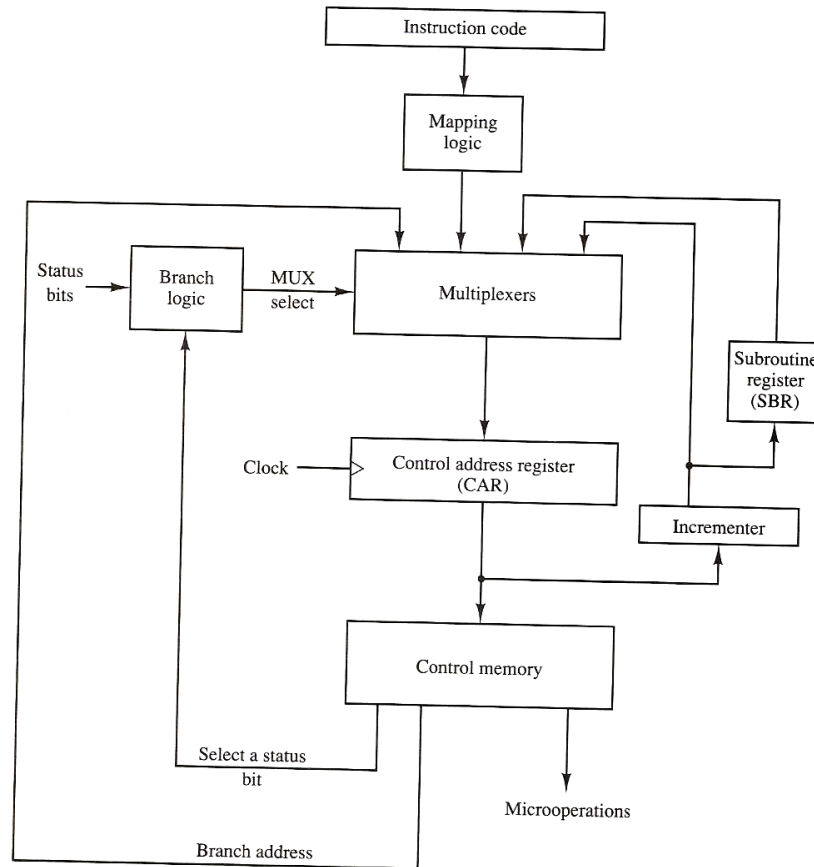 Instruction code
Mapping
logic
Status
bits
Branch
logic
MUX
select
Multiplexers
Subroutine
register
(SBR)
Clock
Control address register
(CAR)
Incrementer
Control memory
Select a status
bit
Microoperations
Branch address